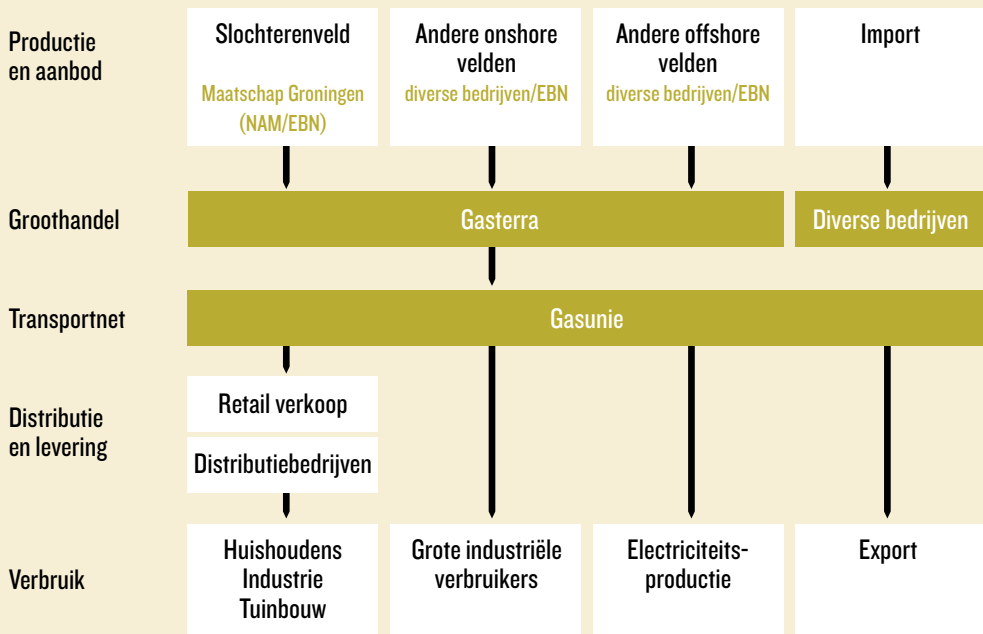 Productie
en aanbod
Slochterenveld
Maatschap Groningen
(NAM/EBN)
Andere onshore
velden
diverse bedrijven/EBN
Andere offshore
velden
diverse bedrijven/EBN
Import
Groothandel
Gasterra
Diverse bedrijven
Transportnet
Gasunie
Distributie
en levering
Retail verkoop
Distributiebedrijven
Verbruik
Huishoudens
Industrie
Tuinbouw
Grote industriële
verbruikers
Electriciteits-
productie
Export